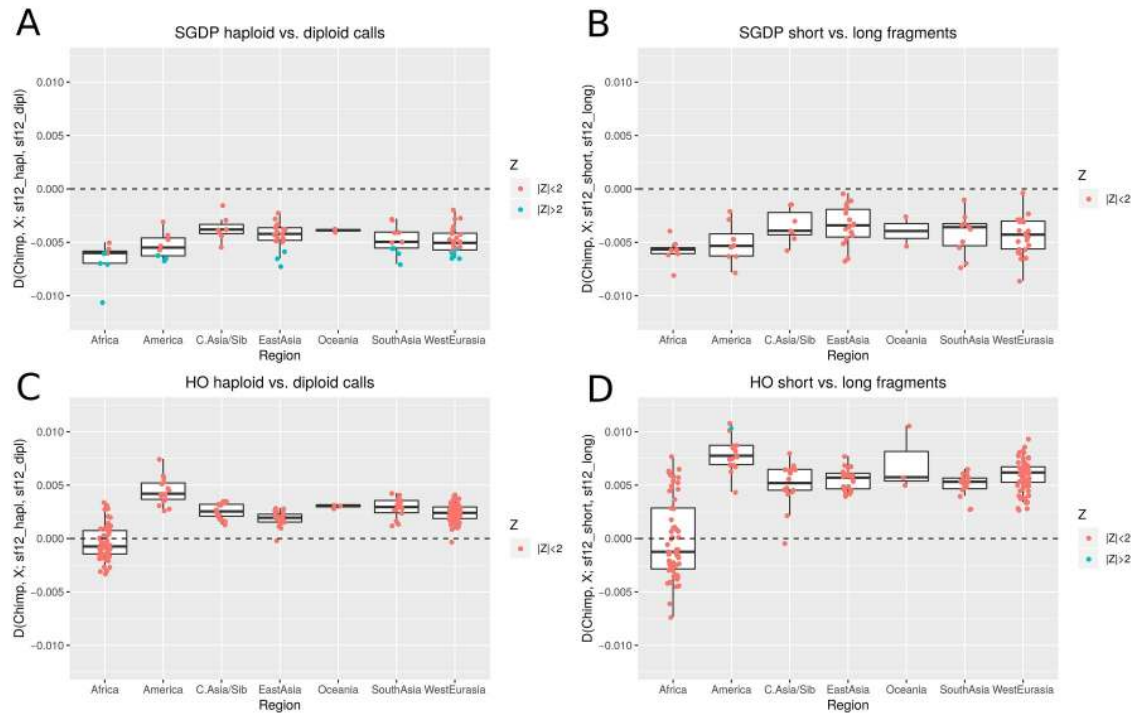 A
SGDP haploid vs. diploid calls
D(Chimp, X; sf12_hapl, sf12_dipl)
0.010
0.005
0.000
−0.005
−0.010
Africa America C.Asia/Sib EastAsia Oceania SouthAsia WestEurasia
Region
Z
|Z|<2
|Z|>2
B
SGDP short vs. long fragments
D(Chimp, X; sf12_short, sf12_long)
0.010
0.005
0.000
−0.005
−0.010
Africa America C.Asia/Sib EastAsia Oceania SouthAsia WestEurasia
Region
Z
|Z|<2
C
HO haploid vs. diploid calls
D(Chimp, X; sf12_hapl, sf12_dipl)
0.010
0.005
0.000
−0.005
−0.010
Africa America C.Asia/Sib EastAsia Oceania SouthAsia WestEurasia
Region
Z
|Z|<2
D
HO short vs. long fragments
D(Chimp, X; sf12_short, sf12_long)
0.010
0.005
0.000
−0.005
−0.010
Africa America C.Asia/Sib EastAsia Oceania SouthAsia WestEurasia
Region
Z
|Z|<2
|Z|>2